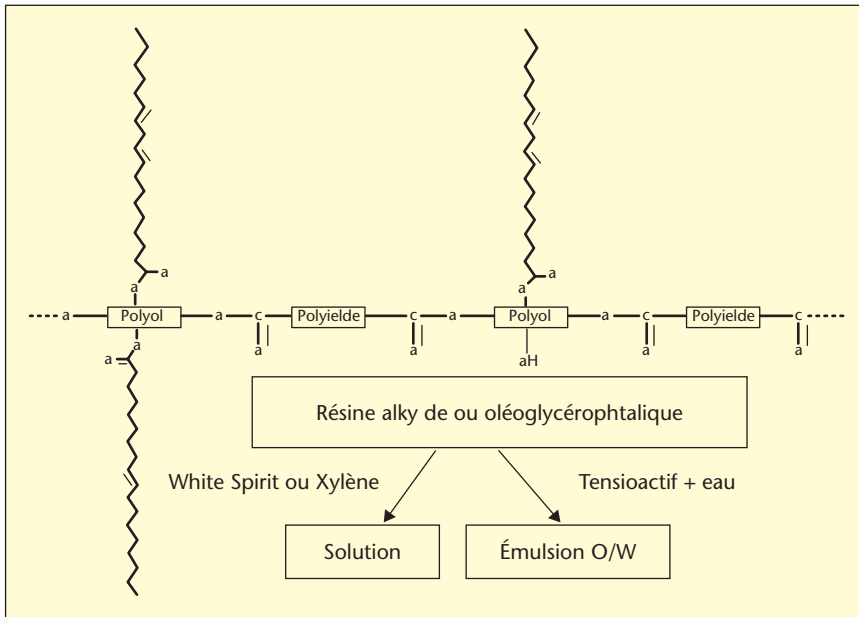 a
a
a
a
a Polyol a c Polyielde c a Polyol a c Polyielde c
a
a
a
a
a
a
aH
Résine alky de ou oléoglycérophtalique
White Spirit ou Xylène
Tensioactif + eau
Solution
Émulsion O/W